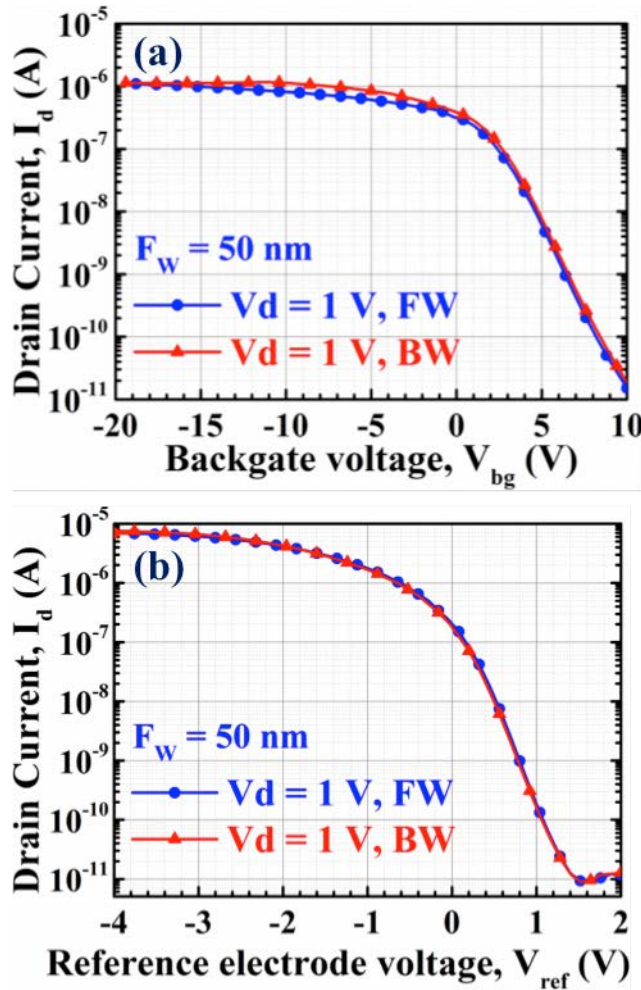 10⁻⁵
10⁻⁶
10⁻⁷
10⁻⁸
10⁻⁹
10⁻¹⁰
10⁻¹¹
Drain Current, I_d (A)
(a)
F_W = 50 nm
Vd = 1 V, FW
Vd = 1 V, BW
-20 -15 -10 -5 0 5 10
Backgate voltage, V_bg (V)
10⁻⁵
10⁻⁶
10⁻⁷
10⁻⁸
10⁻⁹
10⁻¹⁰
10⁻¹¹
Drain Current, I_d (A)
(b)
F_W = 50 nm
Vd = 1 V, FW
Vd = 1 V, BW
-4 -3 -2 -1 0 1 2
Reference electrode voltage, V_ref (V)